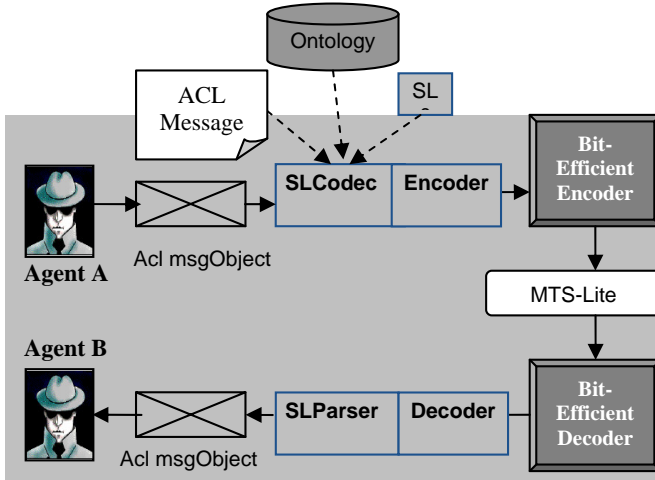 Ontology
ACL
Message
SL
SLCodec
Encoder
Bit-
Efficient
Encoder
Agent A
Acl msgObject
MTS-Lite
Agent B
SLParser
Decoder
Bit-
Efficient
Decoder
Acl msgObject